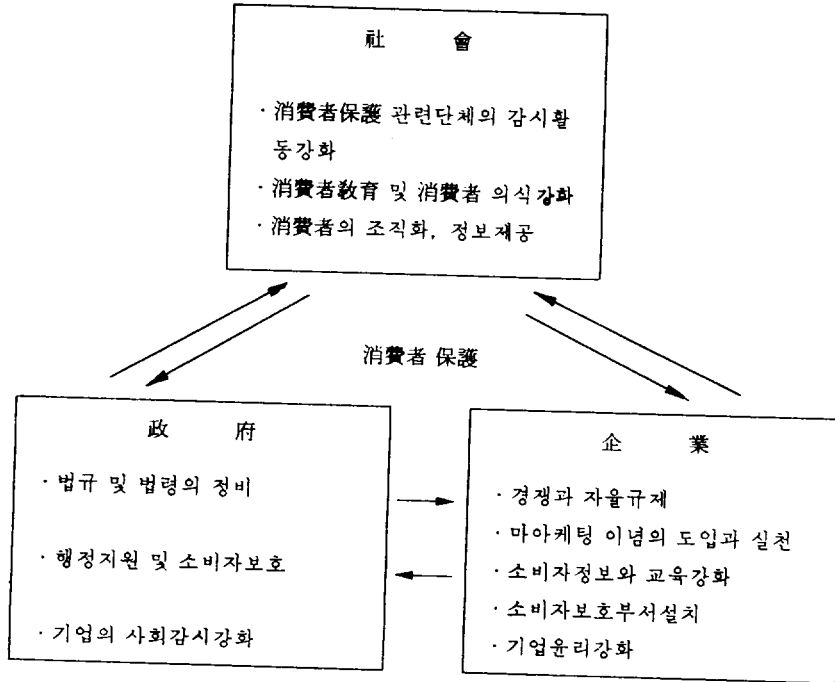 社 會
· 消費者保護 관련단체의 감시활
동강화
· 消費者敎育 및 消費者 의식강화
· 消費者의 조직화, 정보제공
消費者 保護
政 府
· 법규 및 법령의 정비
· 행정지원 및 소비자보호
· 기업의 사회감시강화
企 業
· 경쟁과 자율규제
· 마아케팅 이념의 도입과 실천
· 소비자정보와 교육강화
· 소비자보호부서설치
· 기업윤리강화